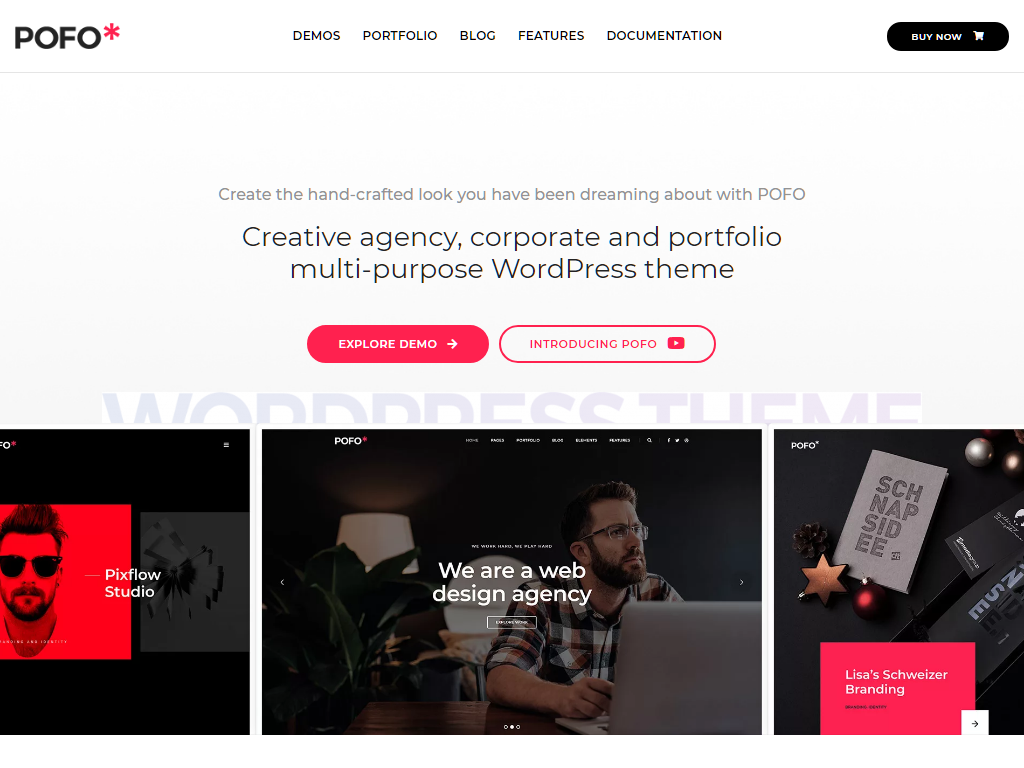 POFO*
DEMOS PORTFOLIO BLOG FEATURES DOCUMENTATION
BUY NOW
Create the hand-crafted look you have been dreaming about with POFO
Creative agency, corporate and portfolio
multi-purpose WordPress theme
EXPLORE DEMO
INTRODUCING POFO
WORDPRESS THEME
FO*
Pixflow
Studio
RANDING AND IDENTITY
POFO*
HOME PAGES PORTFOLIO BLOG ELEMENTS FEATURES
WE WORK HARD, WE PLAY HARD
We are a web
design agency
EXPLORE WORK
POFO*
SCH
NAP
SID
EE
Lisa's Schweizer
Branding
BRANDING IDENTITY